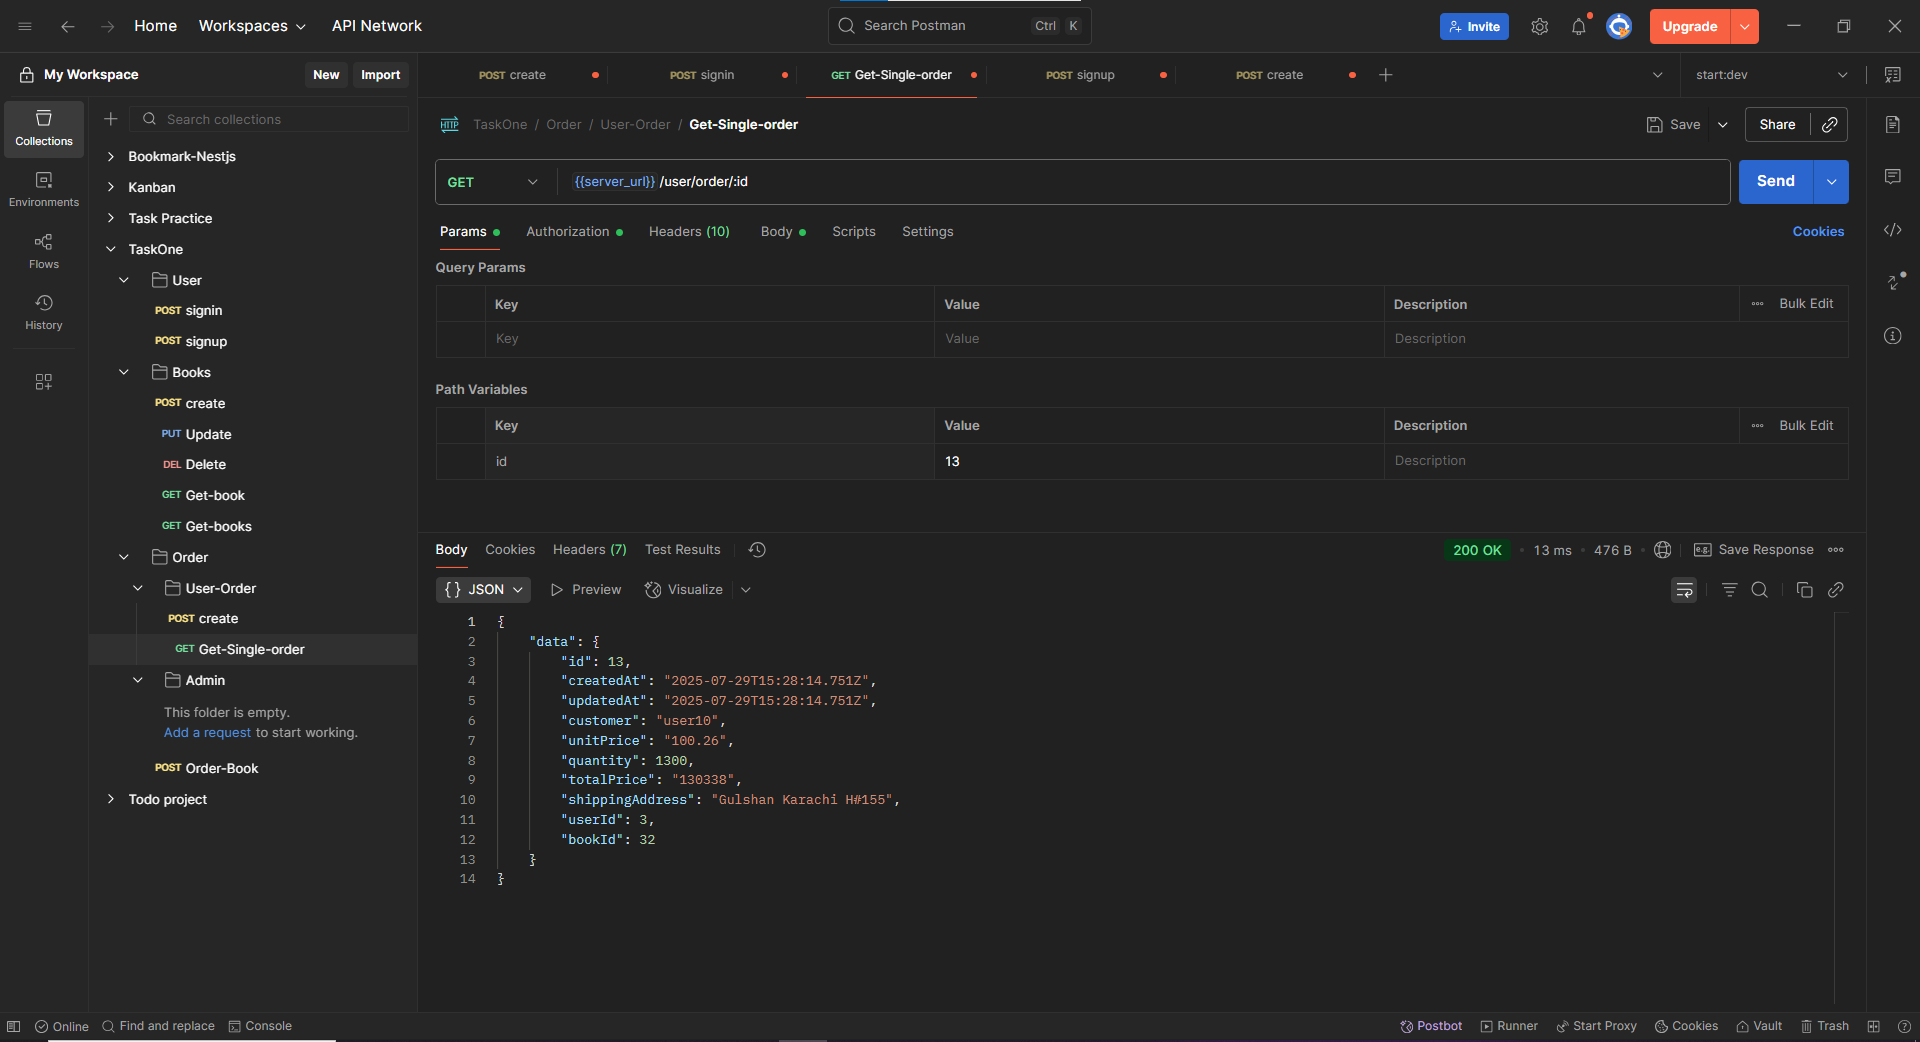 Home Workspaces API Network Search Postman Ctrl K Invite Upgrade
My Workspace New Import POST create POST signin GET Get-Single-order POST signup POST create start:dev
Search collections
Collections
Environments
Flows
History
Bookmark-Nestjs
Kanban
Task Practice
TaskOne
User
POST signin
POST signup
Books
POST create
PUT Update
DEL Delete
GET Get-book
GET Get-books
Order
User-Order
POST create
GET Get-Single-order
Admin
This folder is empty.
Add a request to start working.
POST Order-Book
Todo project
HTTP TaskOne / Order / User-Order / Get-Single-order Save Share
GET {{server_url}} /user/order/:id Send
Params Authorization Headers (10) Body Scripts Settings Cookies
Query Params
Key Value Description Bulk Edit
Key Value Description
Path Variables
Key Value Description Bulk Edit
id 13 Description
Body Cookies Headers (7) Test Results 200 OK 13 ms 476 B e.g. Save Response
{} JSON Preview Visualize
1 {
2 "data": {
3 "id": 13,
4 "createdAt": "2025-07-29T15:28:14.751Z",
5 "updatedAt": "2025-07-29T15:28:14.751Z",
6 "customer": "user10",
7 "unitPrice": "100.26",
8 "quantity": 1300,
9 "totalPrice": "130338",
10 "shippingAddress": "Gulshan Karachi H#155",
11 "userId": 3,
12 "bookId": 32
13 }
14 }
Online Find and replace Console Postbot Runner Start Proxy Cookies Vault Trash